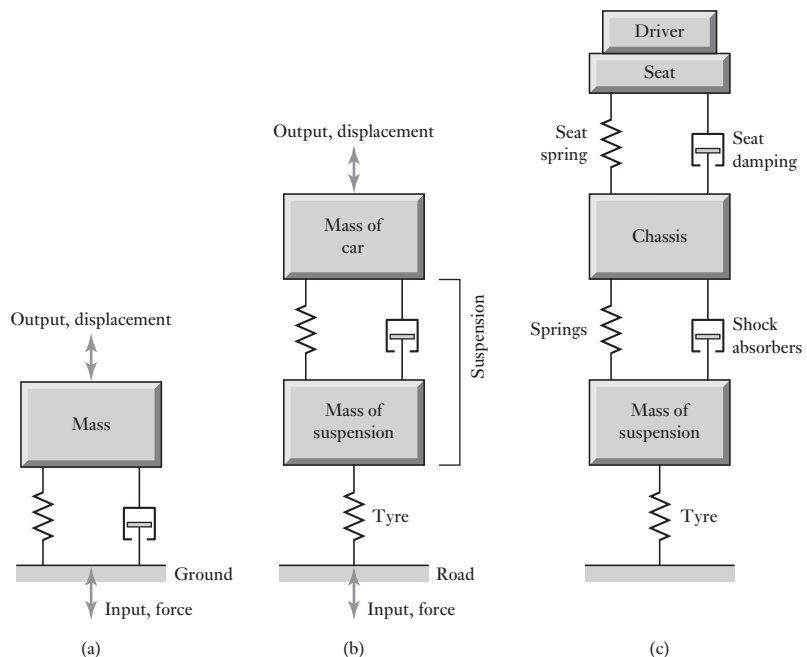 Output, displacement
Mass
Ground
Input, force
(a)
Output, displacement
Mass of
car
Suspension
Mass of
suspension
Tyre
Road
Input, force
(b)
Driver
Seat
Seat
spring
Seat
damping
Chassis
Springs
Shock
absorbers
Mass of
suspension
Tyre
(c)